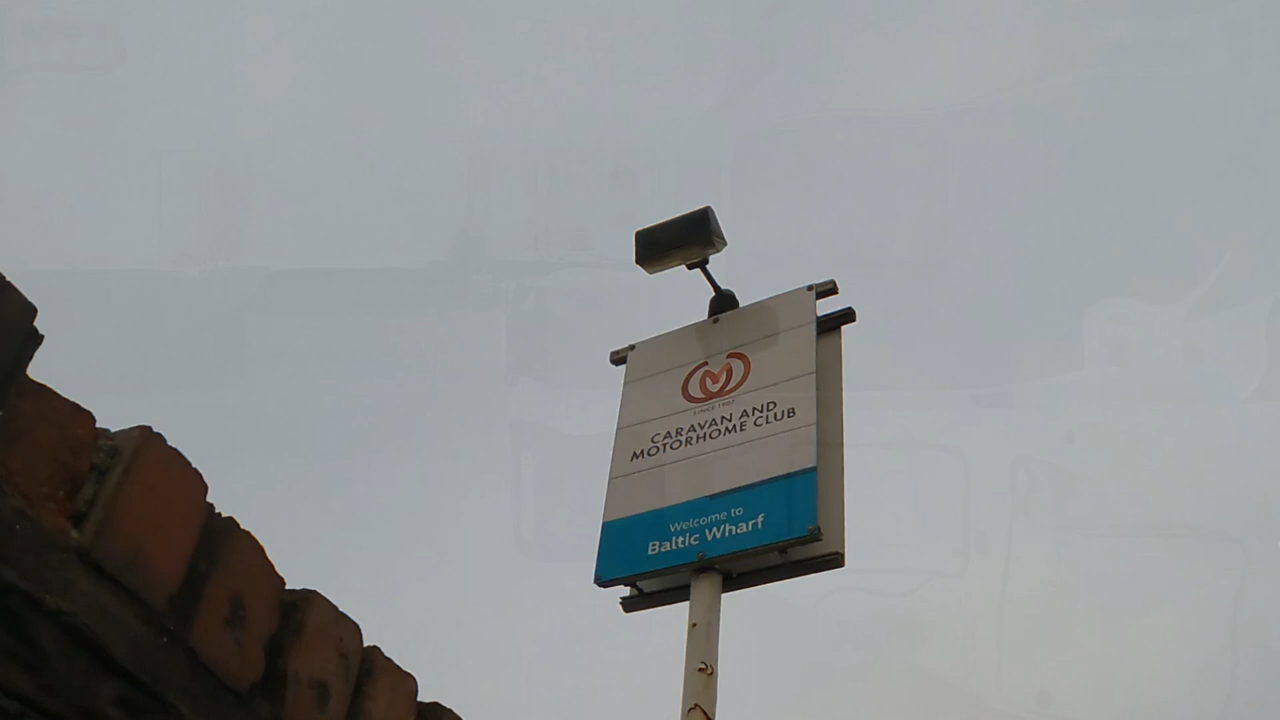 SINCE 1907
CARAVAN AND
MOTORHOME CLUB
Welcome to
Baltic Wharf